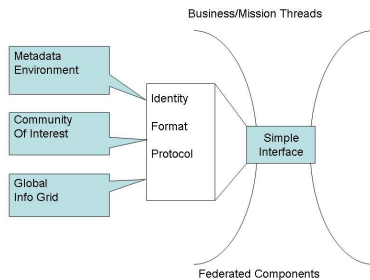 Business/Mission Threads
Metadata
Environment
Community
Of Interest
Global
Info Grid
Identity
Format
Protocol
Simple
Interface
Federated Components